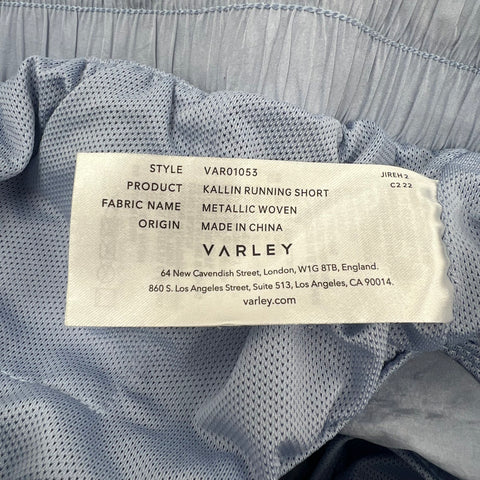 STYLE VAR01053 JIREH 2
PRODUCT KALLIN RUNNING SHORT C2 22
FABRIC NAME METALLIC WOVEN
ORIGIN MADE IN CHINA
VARLEY
64 New Cavendish Street, London, W1G 8TB, England.
860 S. Los Angeles Street, Suite 513, Los Angeles, CA 90014.
varley.com